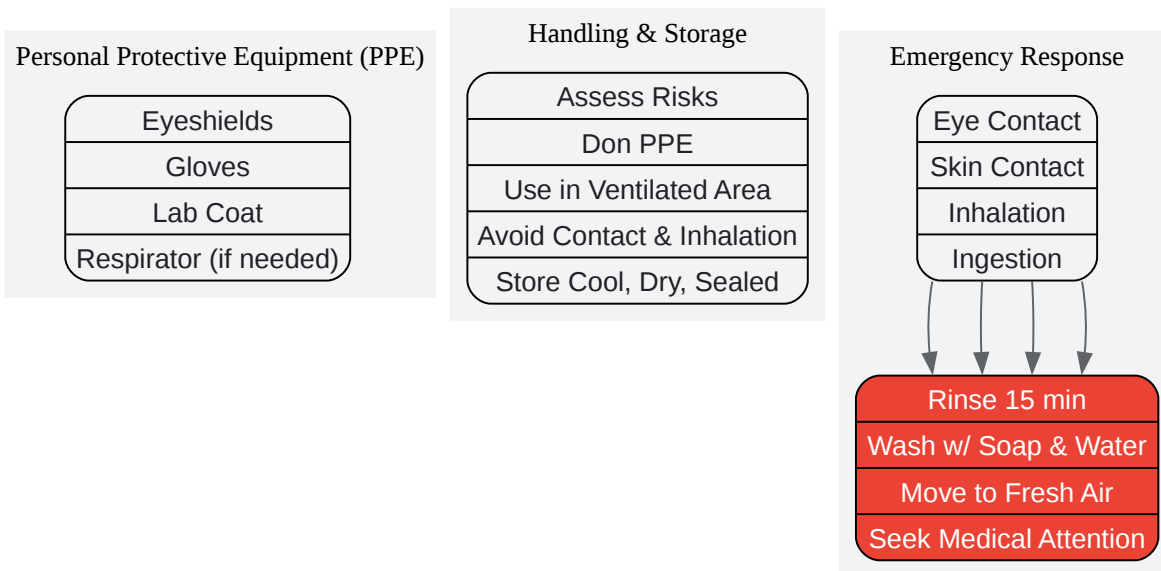 Personal Protective Equipment (PPE)
Eyeshields
Gloves
Lab Coat
Respirator (if needed)
Handling & Storage
Assess Risks
Don PPE
Use in Ventilated Area
Avoid Contact & Inhalation
Store Cool, Dry, Sealed
Emergency Response
Eye Contact
Skin Contact
Inhalation
Ingestion
Rinse 15 min
Wash w/ Soap & Water
Move to Fresh Air
Seek Medical Attention